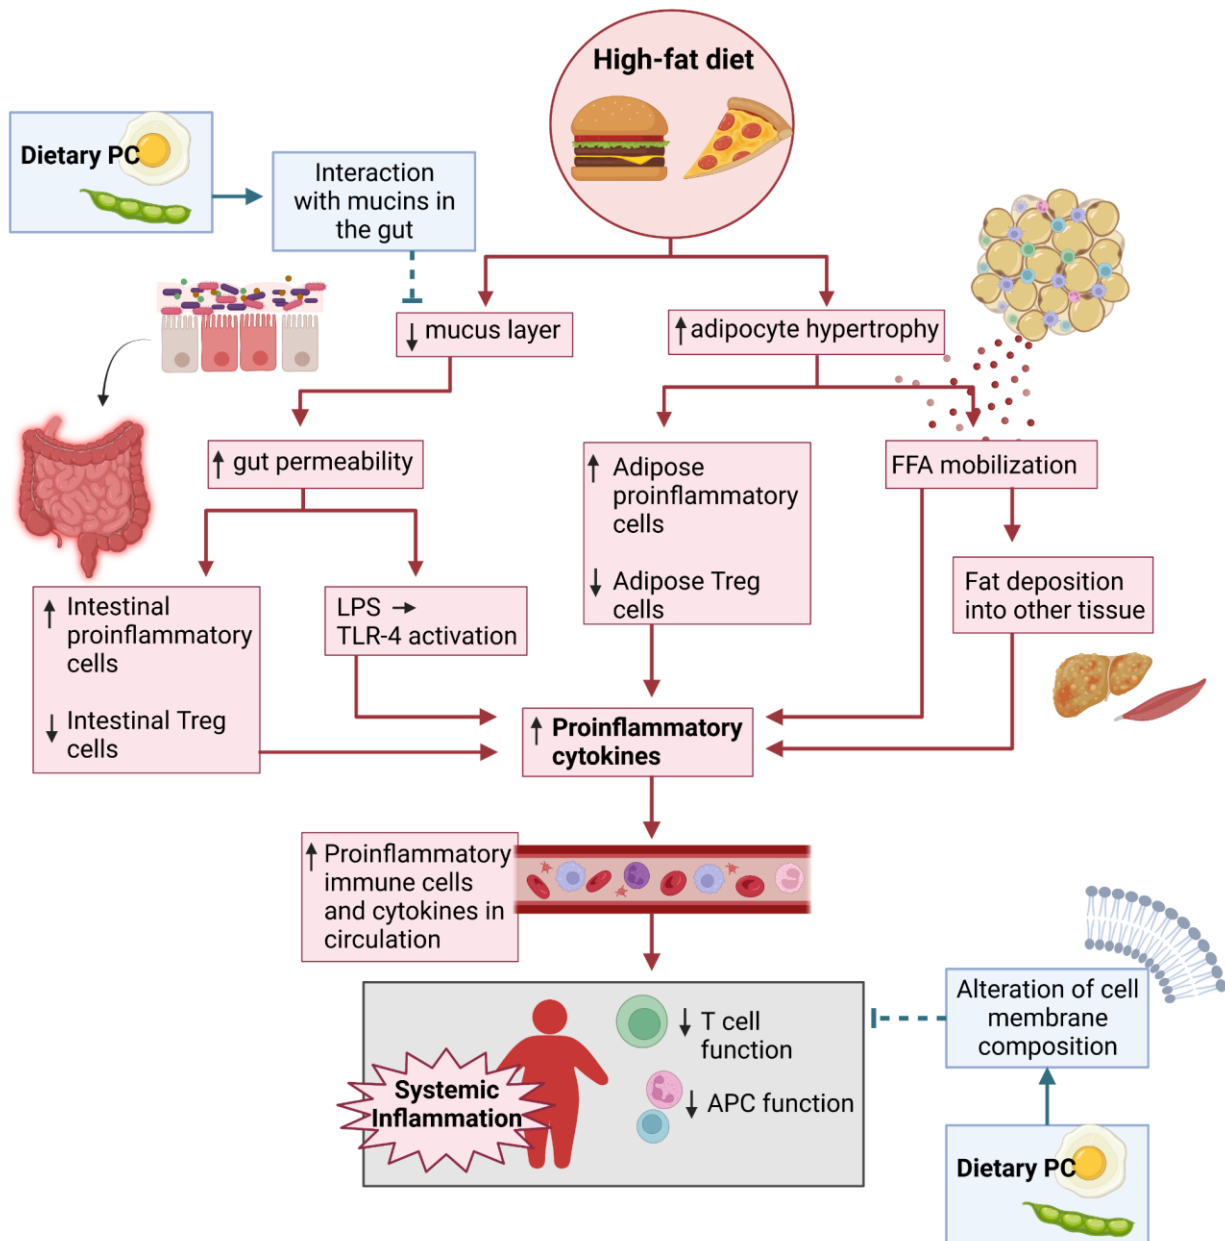 High-fat diet
Dietary PC
Interaction
with mucins in
the gut
↓ mucus layer
↑ adipocyte hypertrophy
↑ gut permeability
↑ Adipose
proinflammatory
cells
↓ Adipose Treg
cells
FFA mobilization
↑ Intestinal
proinflammatory
cells
↓ Intestinal Treg
cells
LPS →
TLR-4 activation
Fat deposition
into other tissue
↑ Proinflammatory
cytokines
↑ Proinflammatory
immune cells
and cytokines in
circulation
Systemic
Inflammation
↓ T cell
function
↓ APC function
Alteration of cell
membrane
composition
Dietary PC